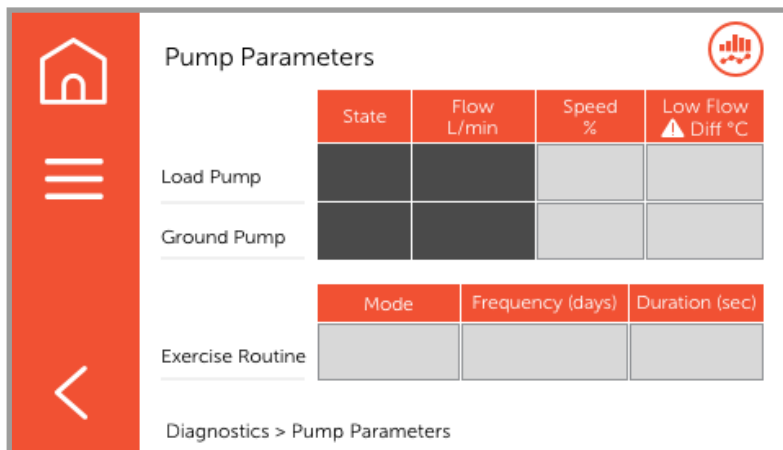 Pump Parameters
State
Flow
L/min
Speed
%
Low Flow
Diff °C
Load Pump
Ground Pump
Mode
Frequency (days)
Duration (sec)
Exercise Routine
Diagnostics > Pump Parameters